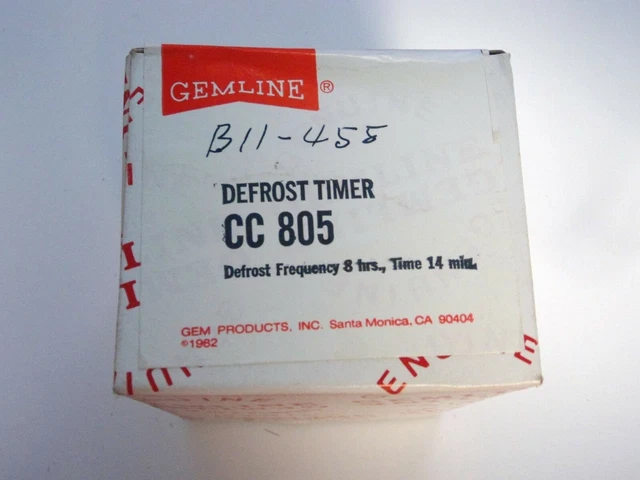 GEMLINE ®
B11-455
DEFROST TIMER
CC 805
Defrost Frequency 8 hrs., Time 14 min.
GEM PRODUCTS, INC. Santa Monica, CA 90404
©1982